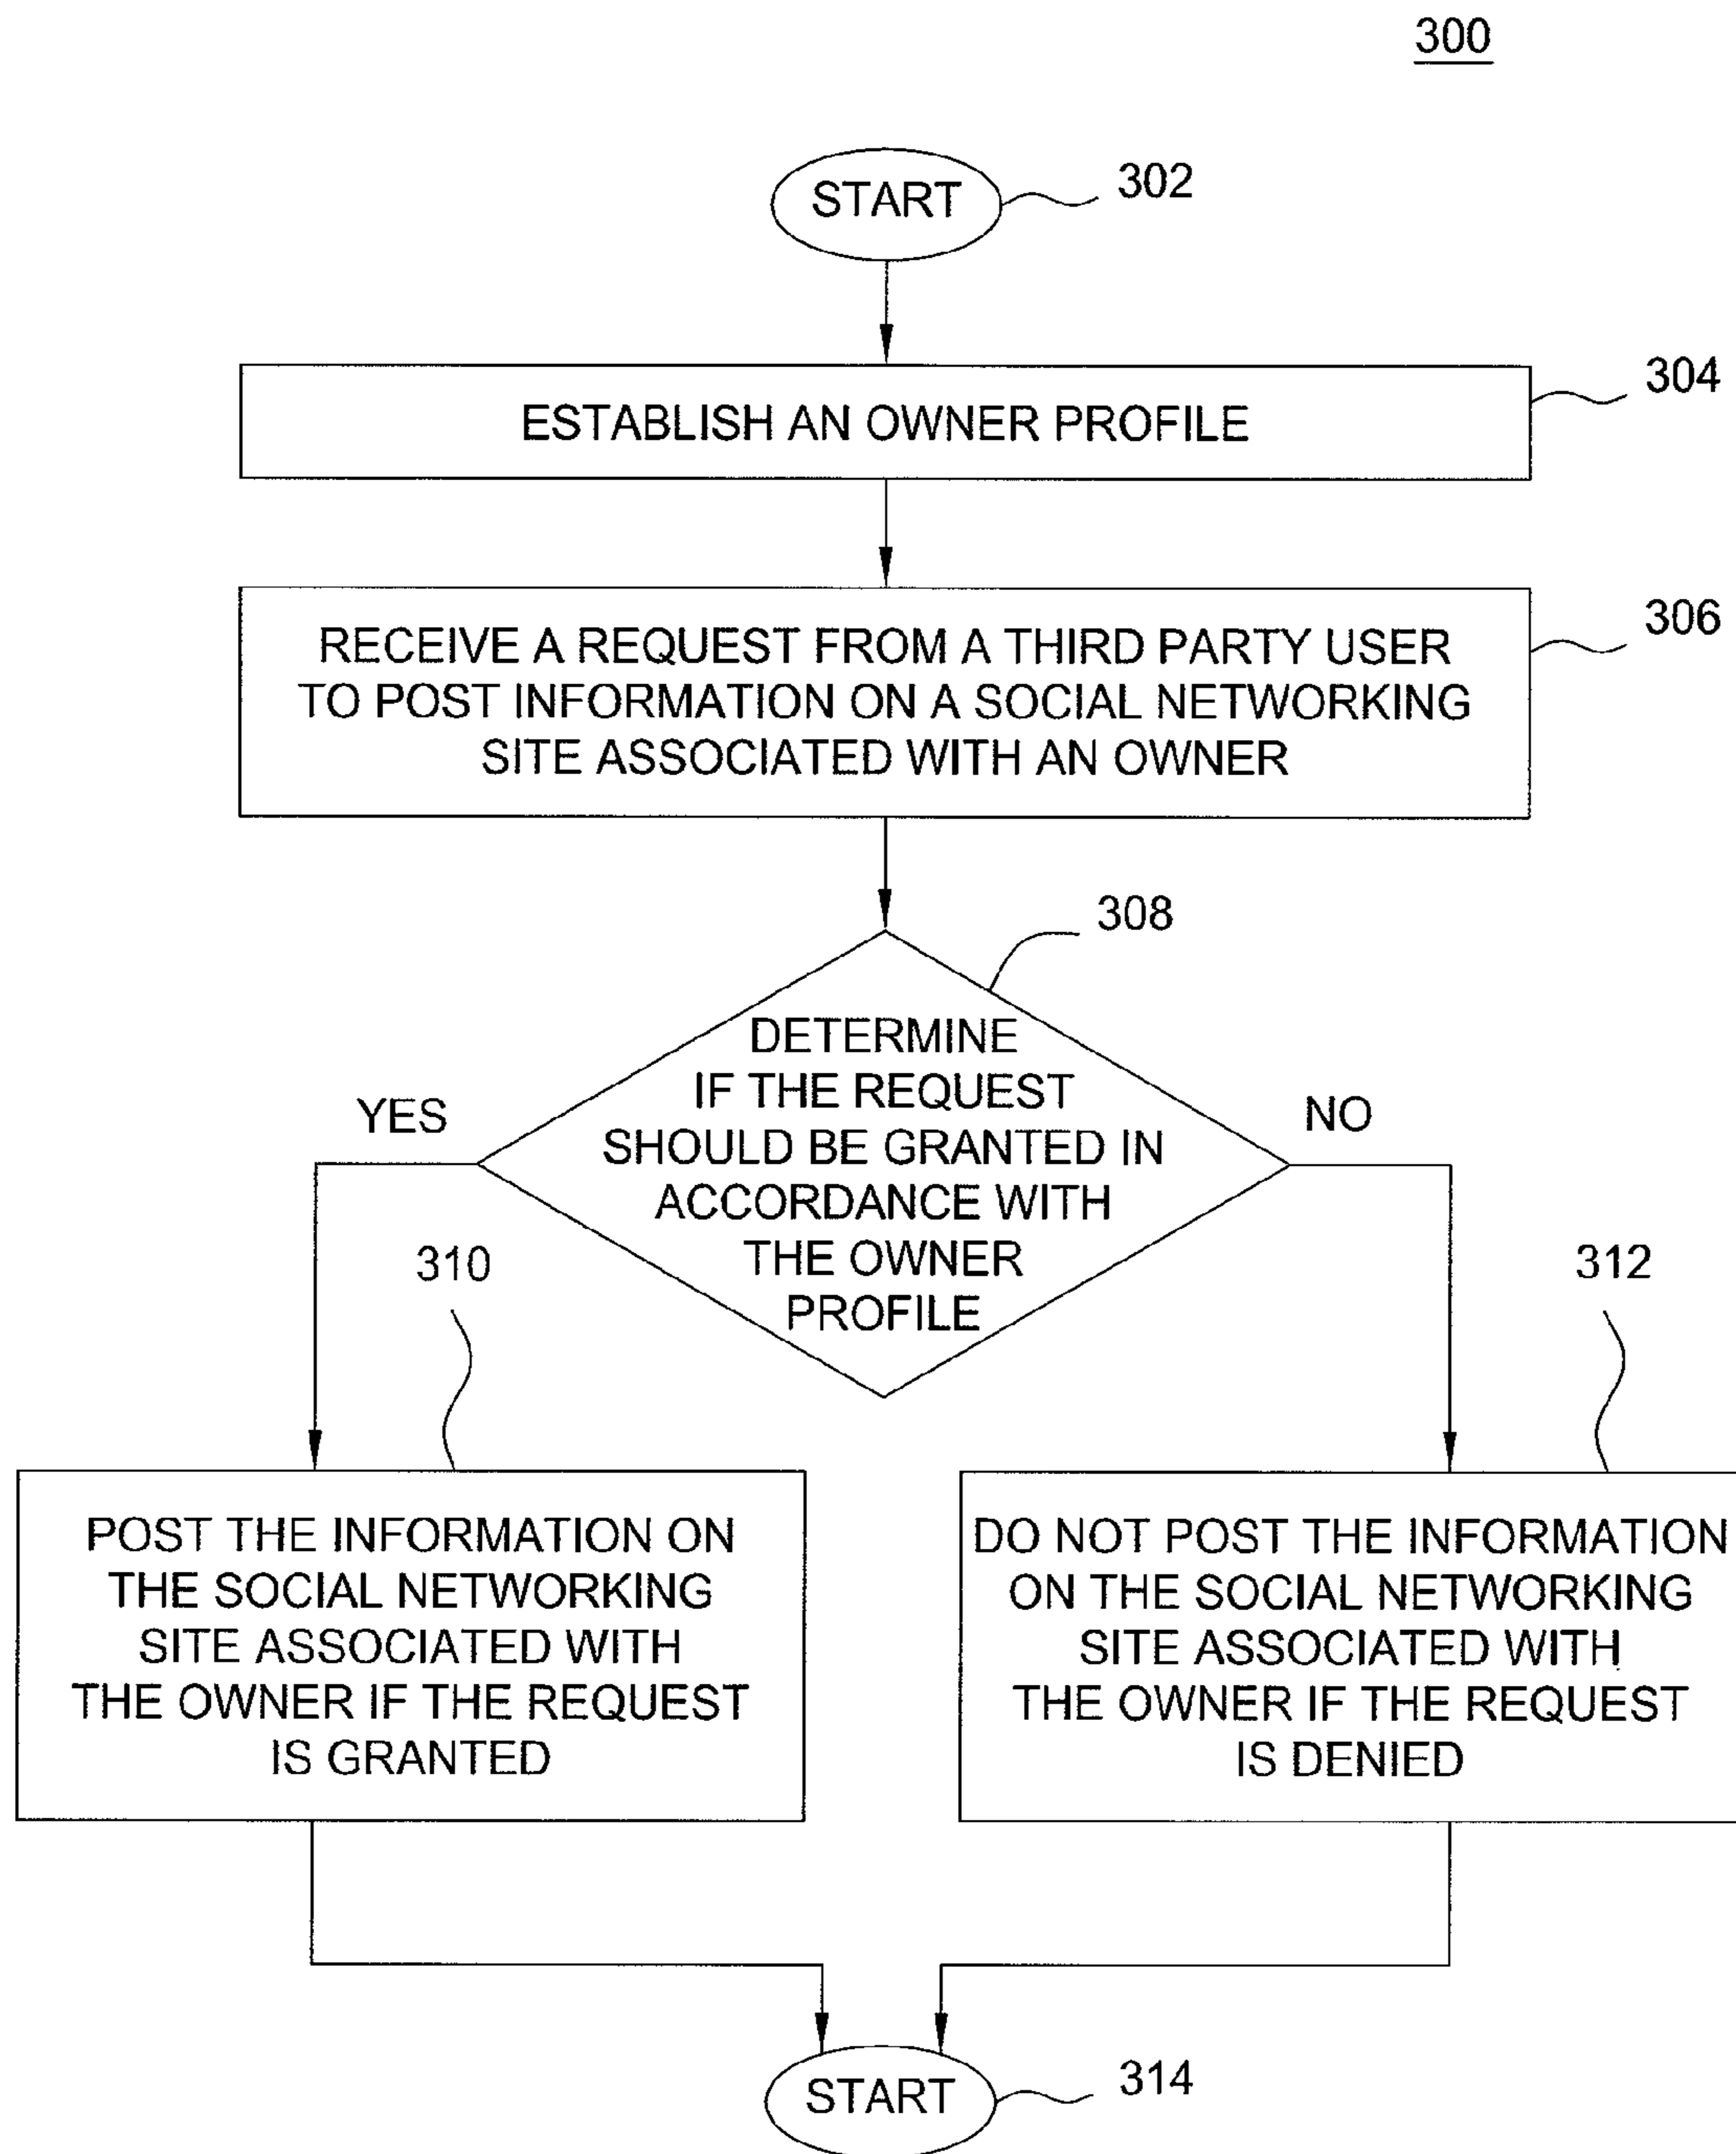 300
START
302
ESTABLISH AN OWNER PROFILE
304
RECEIVE A REQUEST FROM A THIRD PARTY USER
TO POST INFORMATION ON A SOCIAL NETWORKING
SITE ASSOCIATED WITH AN OWNER
306
308
DETERMINE
IF THE REQUEST
SHOULD BE GRANTED IN
ACCORDANCE WITH
THE OWNER
PROFILE
YES
NO
310
POST THE INFORMATION ON
THE SOCIAL NETWORKING
SITE ASSOCIATED WITH
THE OWNER IF THE REQUEST
IS GRANTED
312
DO NOT POST THE INFORMATION
ON THE SOCIAL NETWORKING
SITE ASSOCIATED WITH
THE OWNER IF THE REQUEST
IS DENIED
START
314